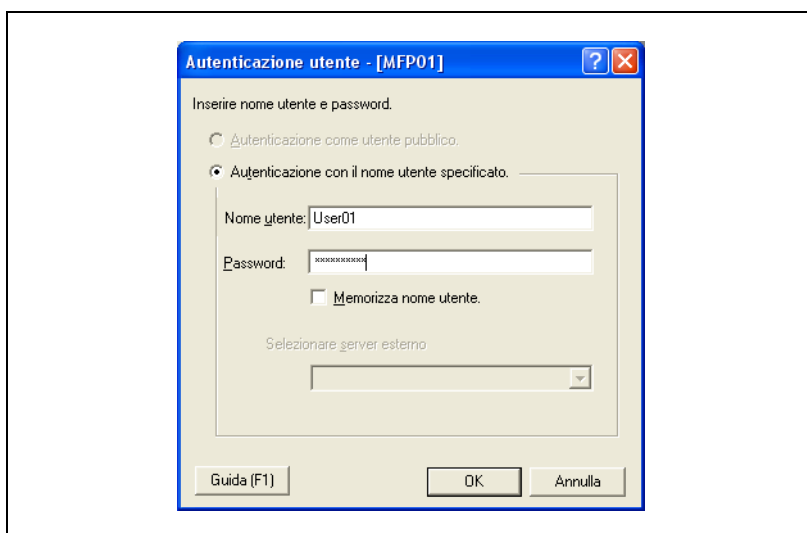 Autenticazione utente - [MFP01]
Inserire nome utente e password.
Autenticazione come utente pubblico.
Autenticazione con il nome utente specificato.
Nome utente: User01
Password: **********
Memorizza nome utente.
Selezionare server esterno
Guida (F1) OK Annulla